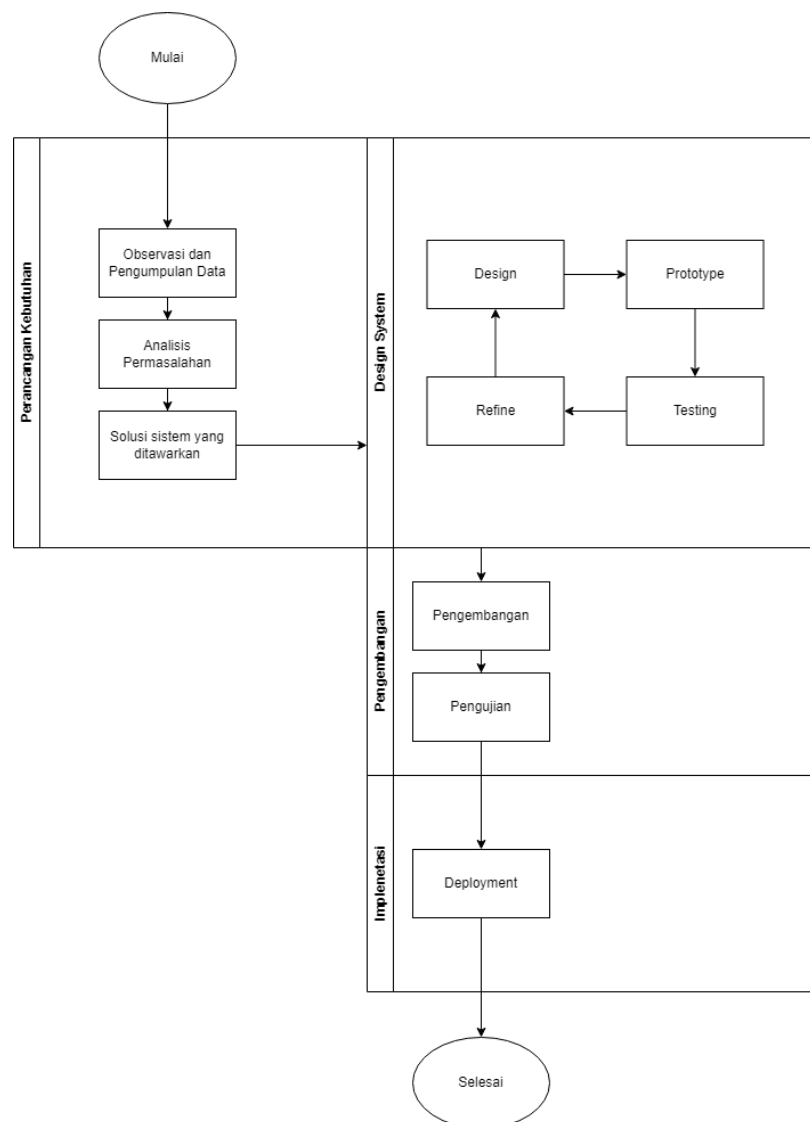 Mulai
Perancangan Kebutuhan
Observasi dan
Pengumpulan Data
Analisis
Permasalahan
Solusi sistem yang
ditawarkan
Design System
Design
Prototype
Refine
Testing
Pengembangan
Pengembangan
Pengujian
Implenetasi
Deployment
Selesai